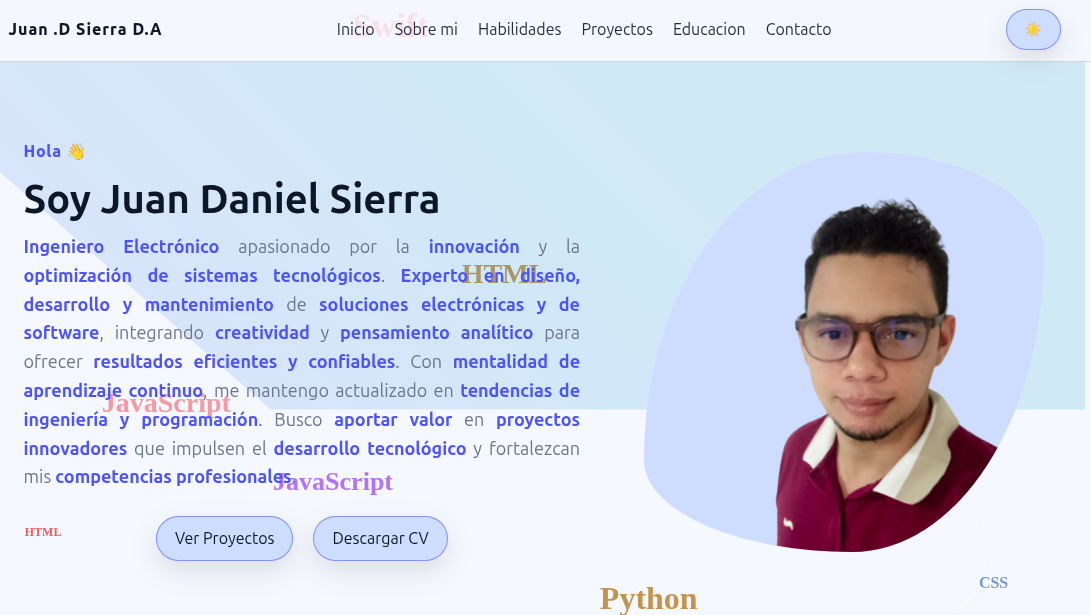 Juan .D Sierra D.A
Swift
Inicio Sobre mi Habilidades Proyectos Educacion Contacto
Hola 👋
Soy Juan Daniel Sierra
Ingeniero Electrónico apasionado por la innovación y la
optimización de sistemas tecnológicos. Experto en diseño,
HTML
desarrollo y mantenimiento de soluciones electrónicas y de
software, integrando creatividad y pensamiento analítico para
ofrecer resultados eficientes y confiables. Con mentalidad de
aprendizaje continuo, me mantengo actualizado en tendencias de
JavaScript
ingeniería y programación. Busco aportar valor en proyectos
innovadores que impulsen el desarrollo tecnológico y fortalezcan
mis competencias profesionales.
JavaScript
HTML
Ver Proyectos Descargar CV
CSS
Python